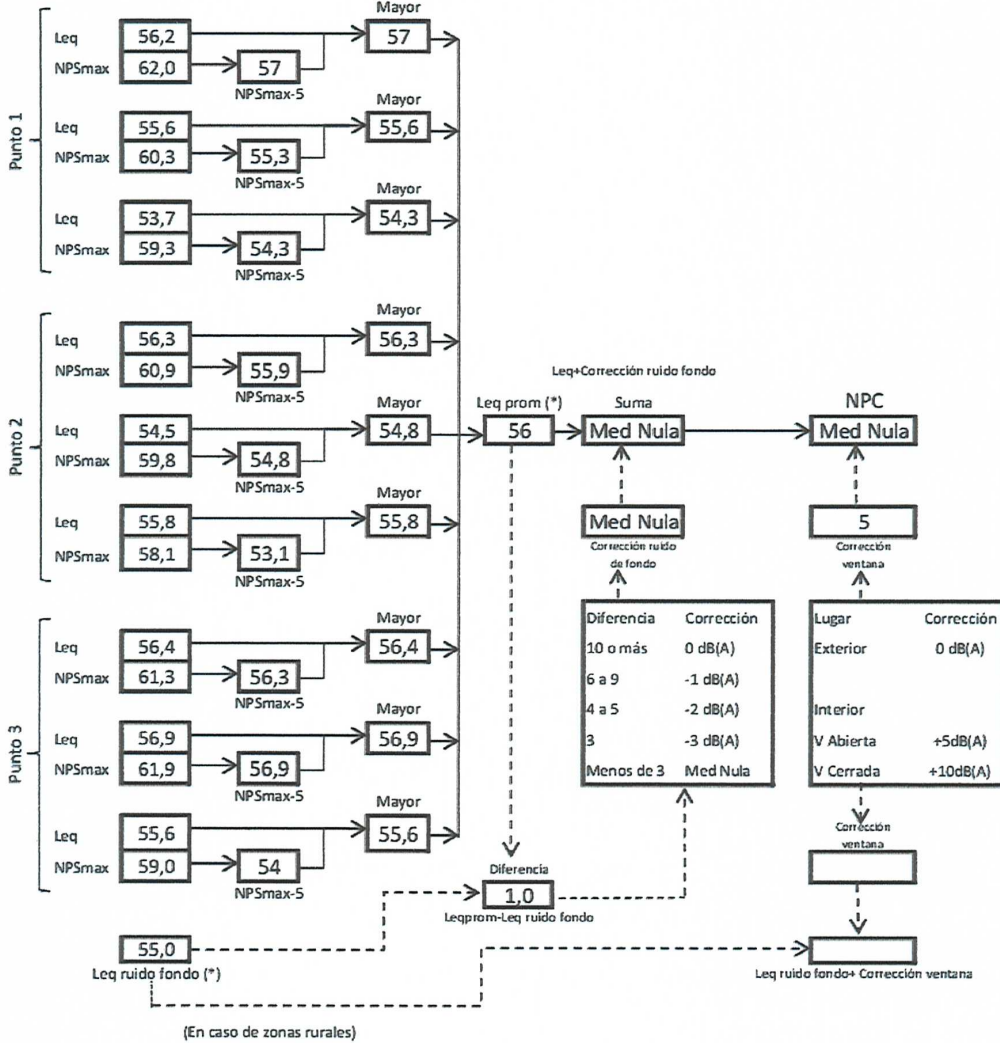 Punto 1
Mayor
Leq 56,2 57
NPSmax 62,0 57
NPSmax-5
Mayor
Leq 55,6 55,6
NPSmax 60,3 55,3
NPSmax-5
Mayor
Leq 53,7 54,3
NPSmax 59,3 54,3
NPSmax-5
Punto 2
Mayor
Leq 56,3 56,3
NPSmax 60,9 55,9
NPSmax-5
Mayor
Leq 54,5 54,8
NPSmax 59,8 54,8
NPSmax-5
Mayor
Leq 55,8 55,8
NPSmax 58,1 53,1
NPSmax-5
Punto 3
Mayor
Leq 56,4 56,4
NPSmax 61,3 56,3
NPSmax-5
Mayor
Leq 56,9 56,9
NPSmax 61,9 56,9
NPSmax-5
Mayor
Leq 55,6 55,6
NPSmax 59,0 54
NPSmax-5
55,0
Leq ruido fondo (*)
(En caso de zonas rurales)
Leq+Corrección ruido fondo
Leq prom (*) Suma NPC
56 Med Nula Med Nula
Med Nula
Corrección ruido
de fondo
5
Corrección
ventana
Diferencia Corrección
10 o más 0 dB(A)
6 a 9 -1 dB(A)
4 a 5 -2 dB(A)
3 -3 dB(A)
Menos de 3 Med Nula
Lugar Corrección
Exterior 0 dB(A)
Interior
V Abierta +5dB(A)
V Cerrada +10dB(A)
Corrección
ventana
Diferencia
1,0
Leqprom-Leq ruido fondo
Leq ruido fondo+ Corrección ventana